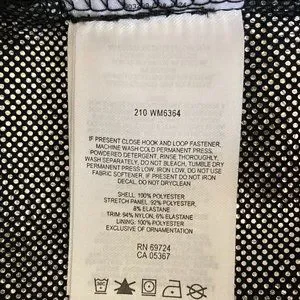 210 WM6364
IF PRESENT CLOSE HOOK AND LOOP FASTENER,
MACHINE WASH COLD PERMANENT PRESS,
POWDERED DETERGENT, RINSE THOROUGHLY,
WASH SEPARATELY, DO NOT BLEACH, TUMBLE DRY
LOW, DO NOT IRON, LOW IRON, DO NOT USE
FABRIC SOFTENER. IF PRESENT DO NOT IRON
DECAL, DO NOT DRYCLEAN
SHELL: 100% POLYESTER
STRETCH PANEL: 92% POLYESTER,
8% ELASTANE
TRIM: 94% NYLON, 6% ELASTANE
LINING: 100% POLYESTER
EXCLUSIVE OF ORNAMENTATION
RN 69724
CA 05367